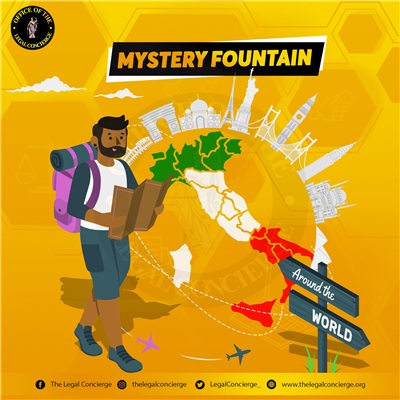 OFFICE OF THE
LEGAL CONCIERGE
MYSTERY FOUNTAIN
Around the
WORLD
The Legal Concierge
thelegalconcierge
LegalConcierge_
www.thelegalconcierge.org